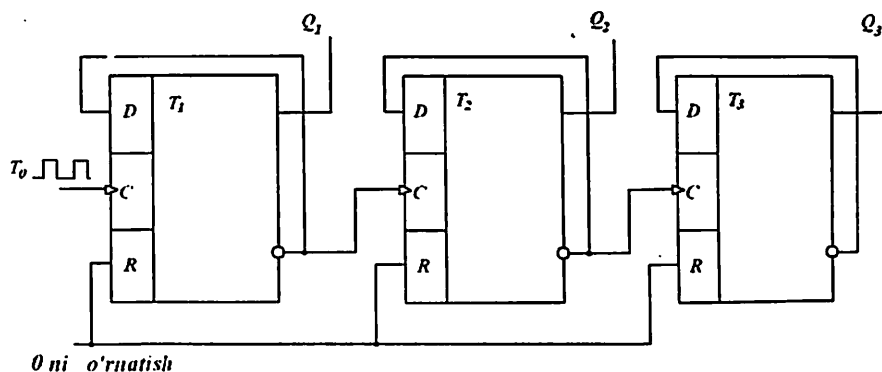 Q1 Q2 Q3
D T1 D T2 D T3
T0 C C C
R R R
0 ni o'rnatish